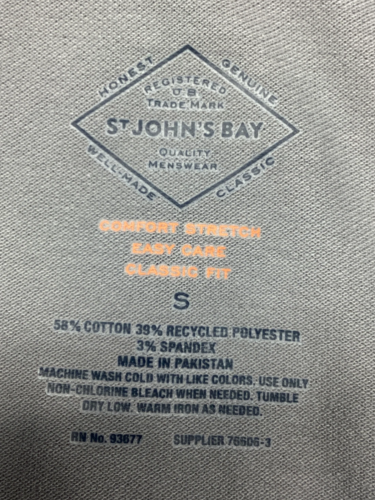 HONEST GENUINE
REGISTERED
U.S.
TRADE MARK
ST JOHN'S BAY
QUALITY
MENSWEAR
WELL-MADE CLASSIC
COMFORT STRETCH
EASY CARE
CLASSIC FIT
S
58% COTTON 39% RECYCLED POLYESTER
3% SPANDEX
MADE IN PAKISTAN
MACHINE WASH COLD WITH LIKE COLORS. USE ONLY
NON-CHLORINE BLEACH WHEN NEEDED. TUMBLE
DRY LOW. WARM IRON AS NEEDED.
RN No. 93677 SUPPLIER 76606-3